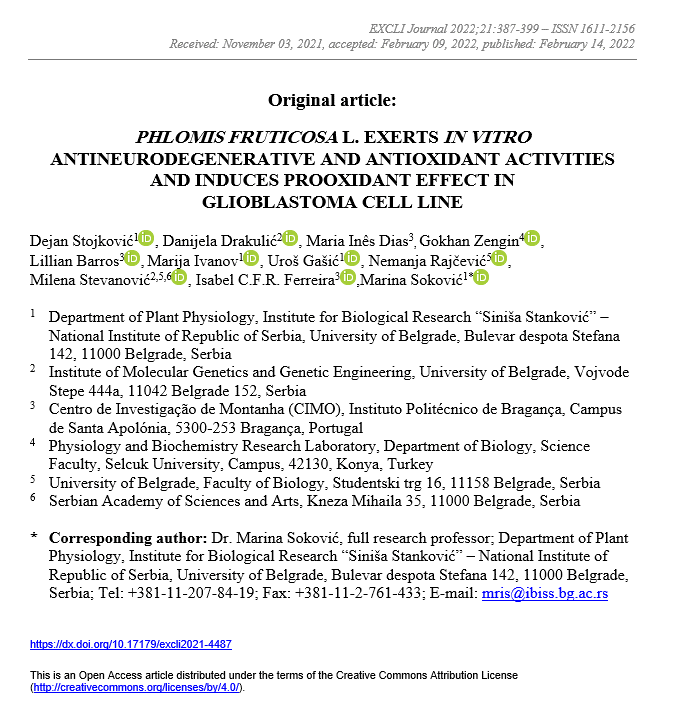 EXCLI Journal 2022;21:387-399 – ISSN 1611-2156
Received: November 03, 2021, accepted: February 09, 2022, published: February 14, 2022
Original article:
PHLOMIS FRUTICOSA L. EXERTS IN VITRO
ANTINEURODEGENERATIVE AND ANTIOXIDANT ACTIVITIES
AND INDUCES PROOXIDANT EFFECT IN
GLIOBLASTOMA CELL LINE
Dejan Stojković1 iD, Danijela Drakulić2 iD, Maria Inês Dias3, Gokhan Zengin4 iD,
Lillian Barros3 iD, Marija Ivanov1 iD, Uroš Gašić1 iD, Nemanja Rajčević5 iD,
Milena Stevanović2,5,6 iD, Isabel C.F.R. Ferreira3 iD,Marina Soković1* iD
1 Department of Plant Physiology, Institute for Biological Research “Siniša Stanković” –
National Institute of Republic of Serbia, University of Belgrade, Bulevar despota Stefana
142, 11000 Belgrade, Serbia
2 Institute of Molecular Genetics and Genetic Engineering, University of Belgrade, Vojvode
Stepe 444a, 11042 Belgrade 152, Serbia
3 Centro de Investigação de Montanha (CIMO), Instituto Politécnico de Bragança, Campus
de Santa Apolónia, 5300-253 Bragança, Portugal
4 Physiology and Biochemistry Research Laboratory, Department of Biology, Science
Faculty, Selcuk University, Campus, 42130, Konya, Turkey
5 University of Belgrade, Faculty of Biology, Studentski trg 16, 11158 Belgrade, Serbia
6 Serbian Academy of Sciences and Arts, Kneza Mihaila 35, 11000 Belgrade, Serbia
* Corresponding author: Dr. Marina Soković, full research professor; Department of Plant
Physiology, Institute for Biological Research “Siniša Stanković” – National Institute of
Republic of Serbia, University of Belgrade, Bulevar despota Stefana 142, 11000 Belgrade,
Serbia; Tel: +381-11-207-84-19; Fax: +381-11-2-761-433; E-mail: mris@ibiss.bg.ac.rs
https://dx.doi.org/10.17179/excli2021-4487
This is an Open Access article distributed under the terms of the Creative Commons Attribution License
(http://creativecommons.org/licenses/by/4.0/).